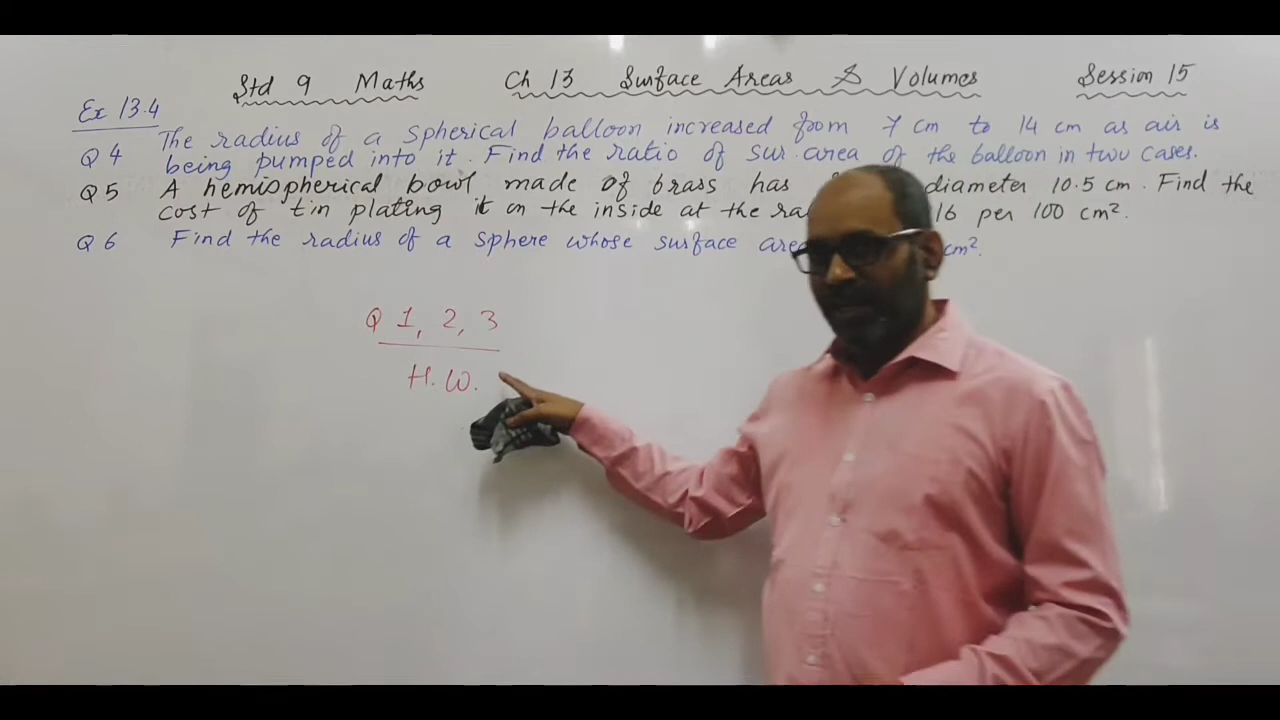 Std 9 Maths Ch 13 Surface Areas & Volumes Session 15
Ex 13.4
Q 4 The radius of a spherical balloon increased from 7 cm to 14 cm as air is
being pumped into it. Find the ratio of sur. area of the balloon in two cases.
Q 5 A hemispherical bowl made of brass has diameter 10.5 cm. Find the
cost of tin plating it on the inside at the 16 per 100 cm².
Q 6 Find the radius of a sphere whose surface cm².
Q 1, 2, 3
H.W.